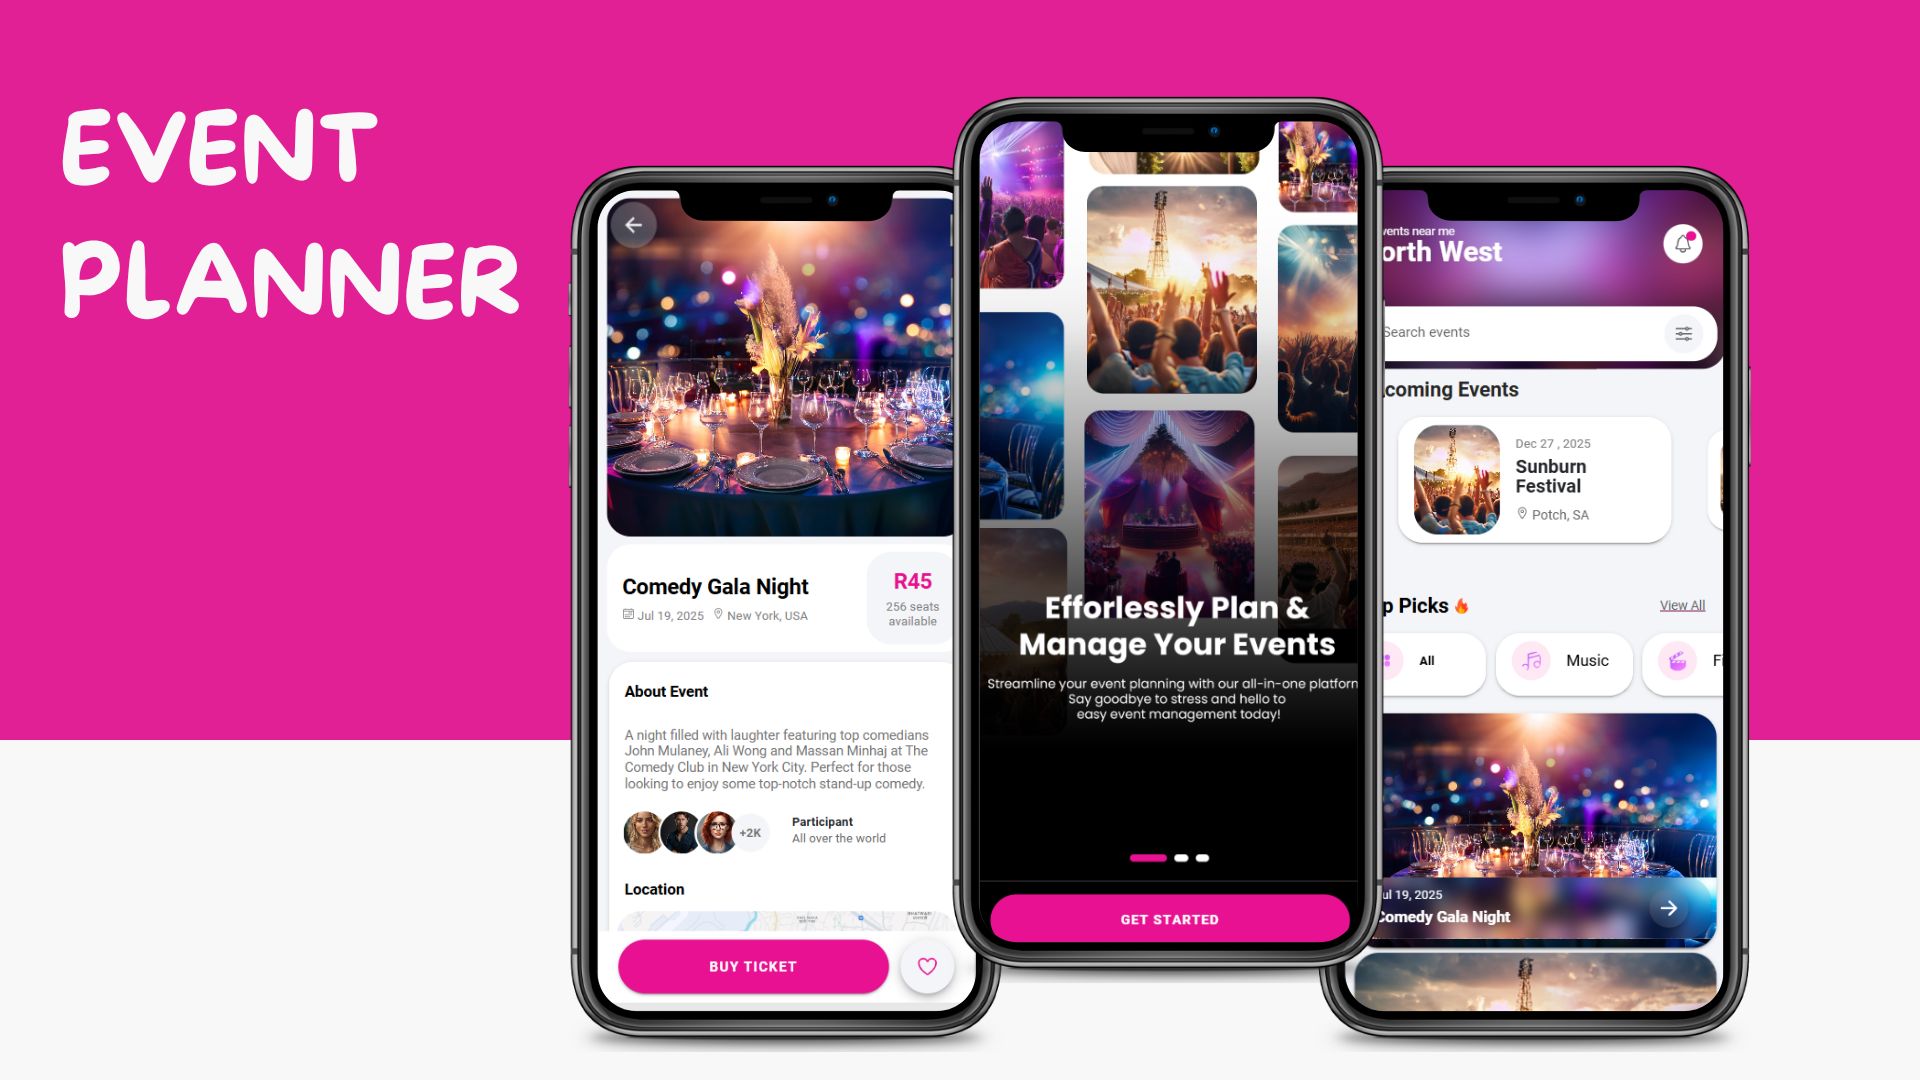 EVENT
PLANNER
Comedy Gala Night
Jul 19, 2025 New York, USA
R45
256 seats
available
About Event
A night filled with laughter featuring top comedians
John Mulaney, Ali Wong and Massan Minhaj at The
Comedy Club in New York City. Perfect for those
looking to enjoy some top-notch stand-up comedy.
+2K
Participant
All over the world
Location
BUY TICKET
Efforlessly Plan &
Manage Your Events
Streamline your event planning with our all-in-one platform
Say goodbye to stress and hello to
easy event management today!
GET STARTED
vents near me
orth West
Search events
coming Events
Dec 27 , 2025
Sunburn
Festival
Potch, SA
p Picks🔥
View All
All
Music
Fi
ul 19, 2025
Comedy Gala Night